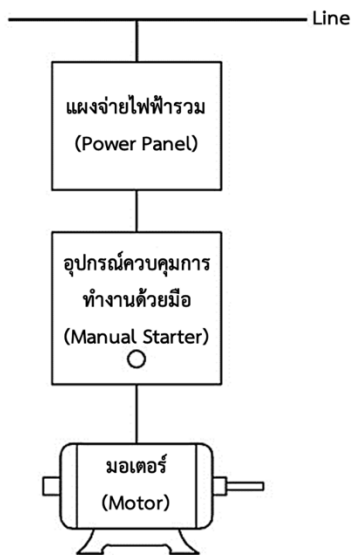 Line
แผงจ่ายไฟฟ้ารวม
(Power Panel)
อุปกรณ์ควบคุมการ
ทำงานด้วยมือ
(Manual Starter)
มอเตอร์
(Motor)